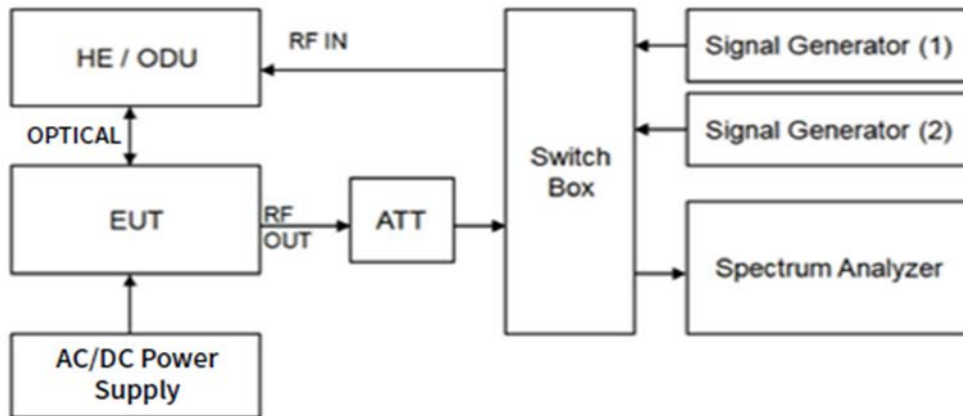 HE / ODU
RF IN
Signal Generator (1)
OPTICAL
Signal Generator (2)
Switch
Box
EUT
RF
OUT
ATT
Spectrum Analyzer
AC/DC Power
Supply